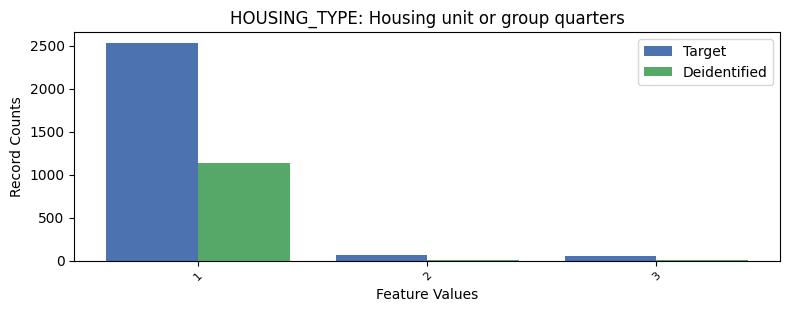 HOUSING_TYPE: Housing unit or group quarters
Target
Deidentified
Record Counts
2500
2000
1500
1000
500
0
1
2
3
Feature Values